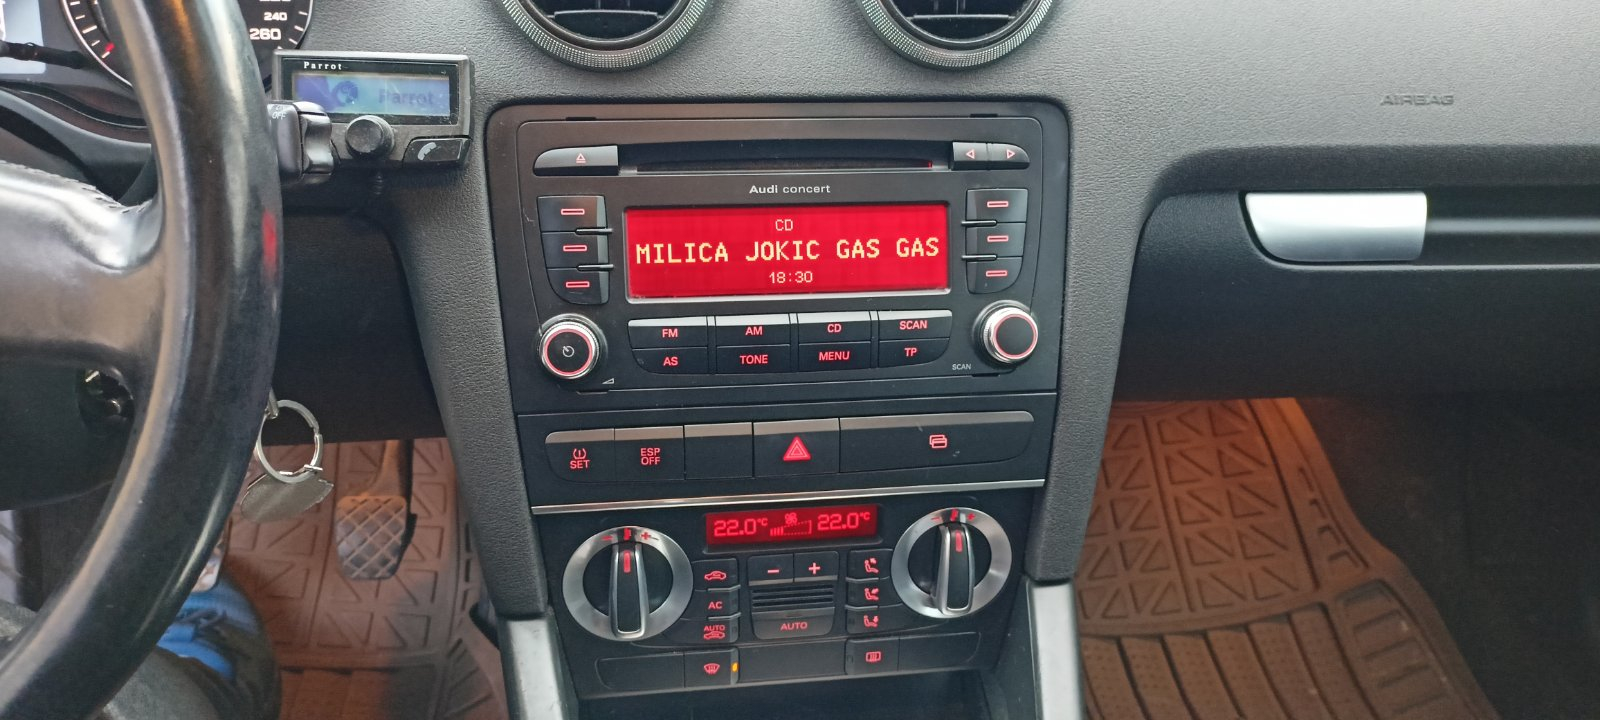 240
260
Parrot
Parrot
OFF
AIRBAG
Audi concert
CD
MILICA JOKIC GAS GAS
18:30
FM AM CD SCAN
AS TONE MENU TP
SCAN
SET
ESP
OFF
22.0°C 22.0°C
- +
- +
- +
AC
AUTO
AUTO